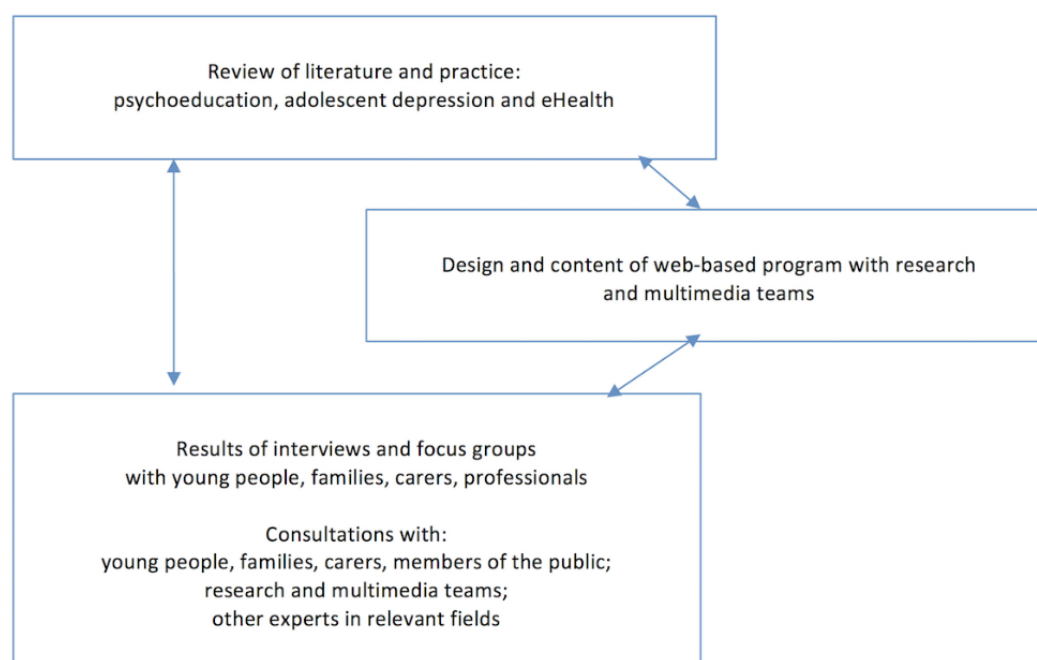 Review of literature and practice:
psychoeducation, adolescent depression and eHealth
Design and content of web-based program with research
and multimedia teams
Results of interviews and focus groups
with young people, families, carers, professionals
Consultations with:
young people, families, carers, members of the public;
research and multimedia teams;
other experts in relevant fields